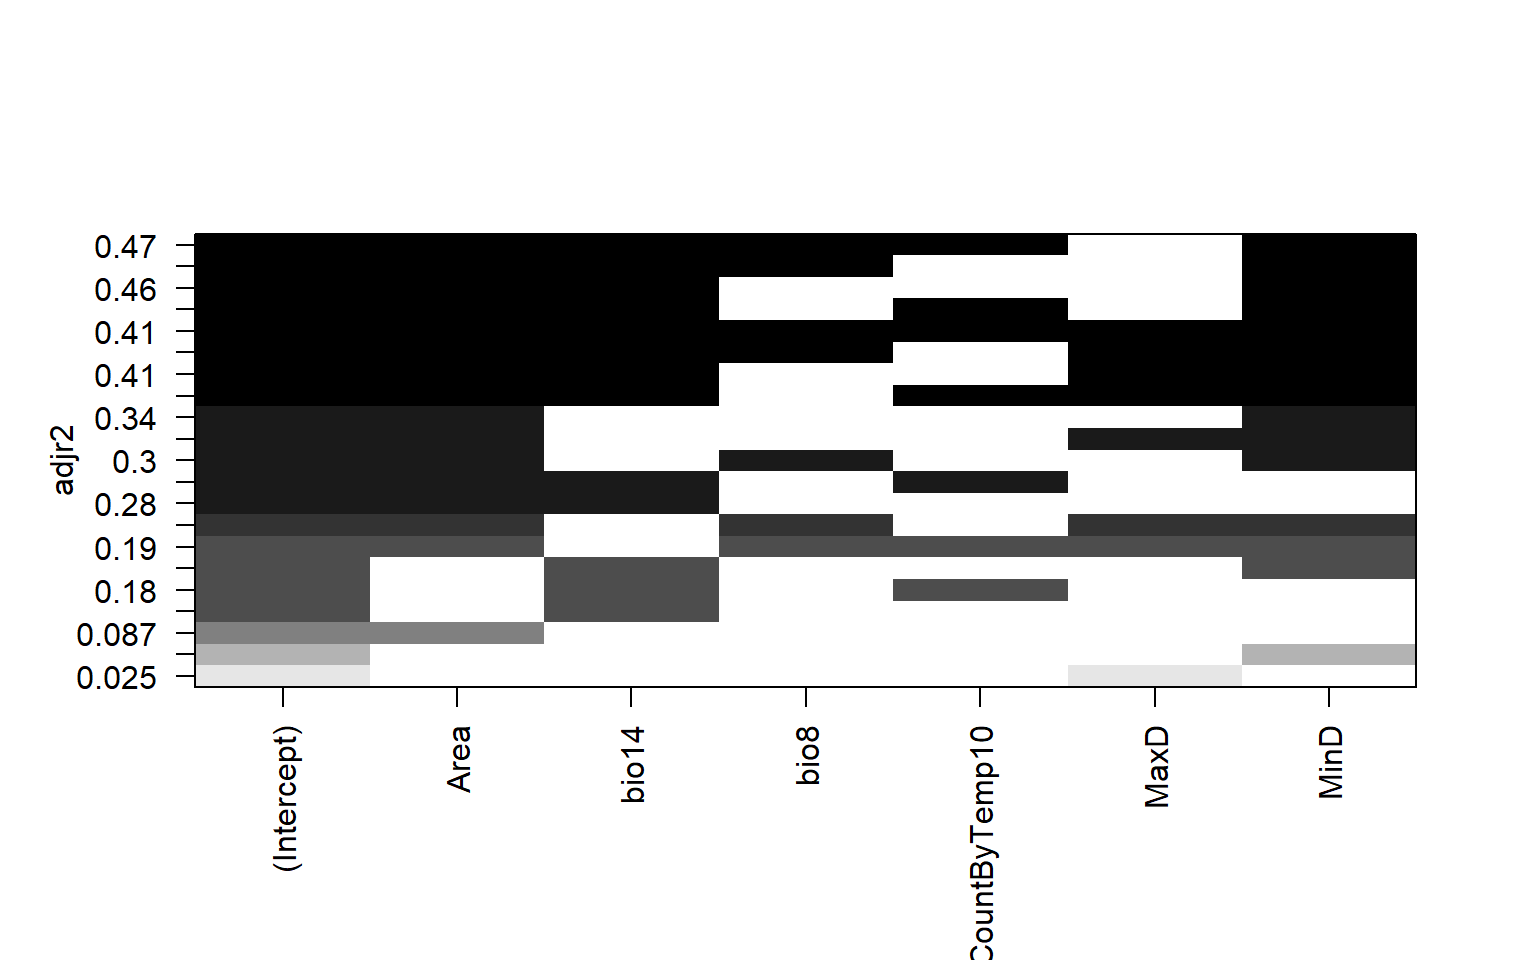 0.47
0.46
0.41
0.41
0.34
0.3
0.28
0.19
0.18
0.087
0.025
adjr2
(Intercept)
Area
bio14
bio8
CountByTemp10
MaxD
MinD